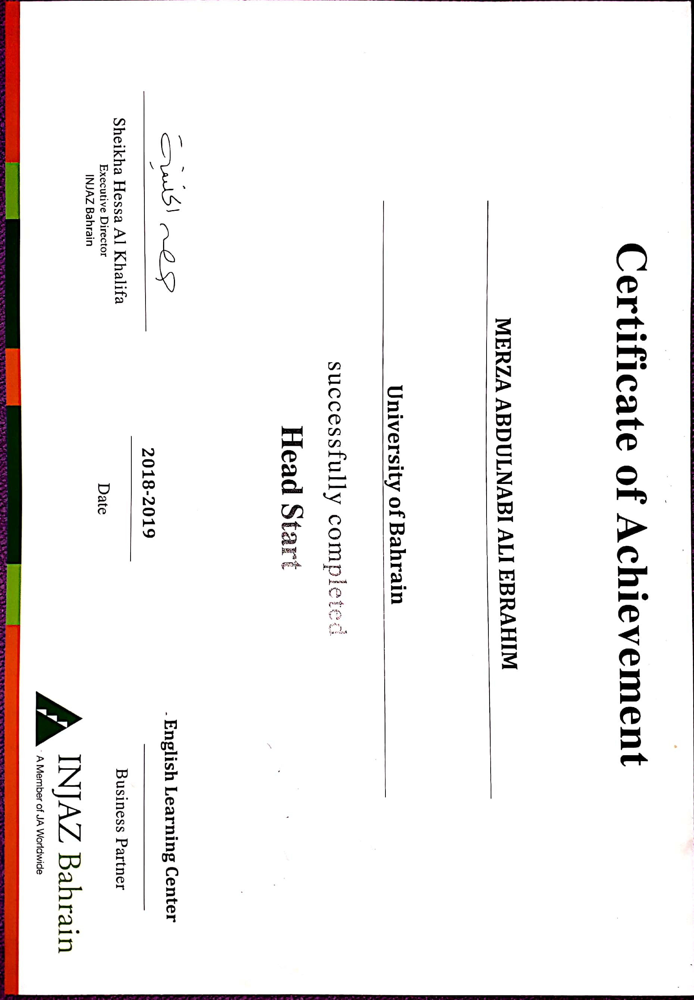 Certificate of Achievement
MERZA ABDULNABI ALI EBRAHIM
University of Bahrain
successfully completed
Head Start
Sheikha Hessa Al Khalifa
Executive Director
INJAZ Bahrain
2018-2019
Date
- English Learning Center
Business Partner
INJAZ Bahrain
A Member of JA Worldwide